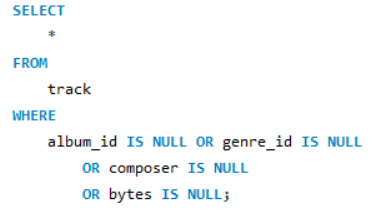 SELECT
*
FROM
track
WHERE
album_id IS NULL OR genre_id IS NULL
OR composer IS NULL
OR bytes IS NULL;